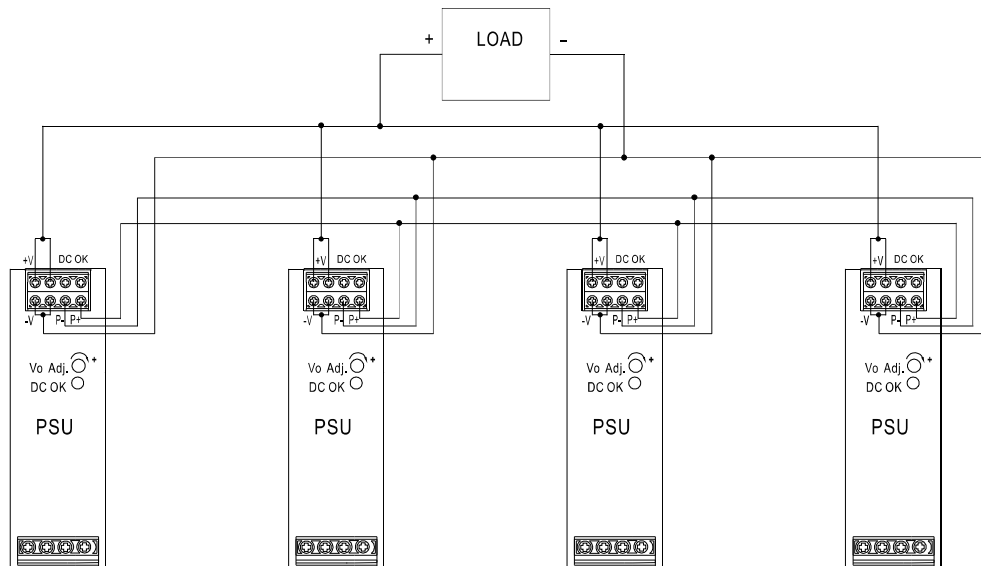 + LOAD -
+V DC OK +V DC OK +V DC OK +V DC OK
-V P- P+ -V P- P+ -V P- P+ -V P- P+
Vo Adj. + Vo Adj. + Vo Adj. + Vo Adj. +
DC OK DC OK DC OK DC OK
PSU PSU PSU PSU